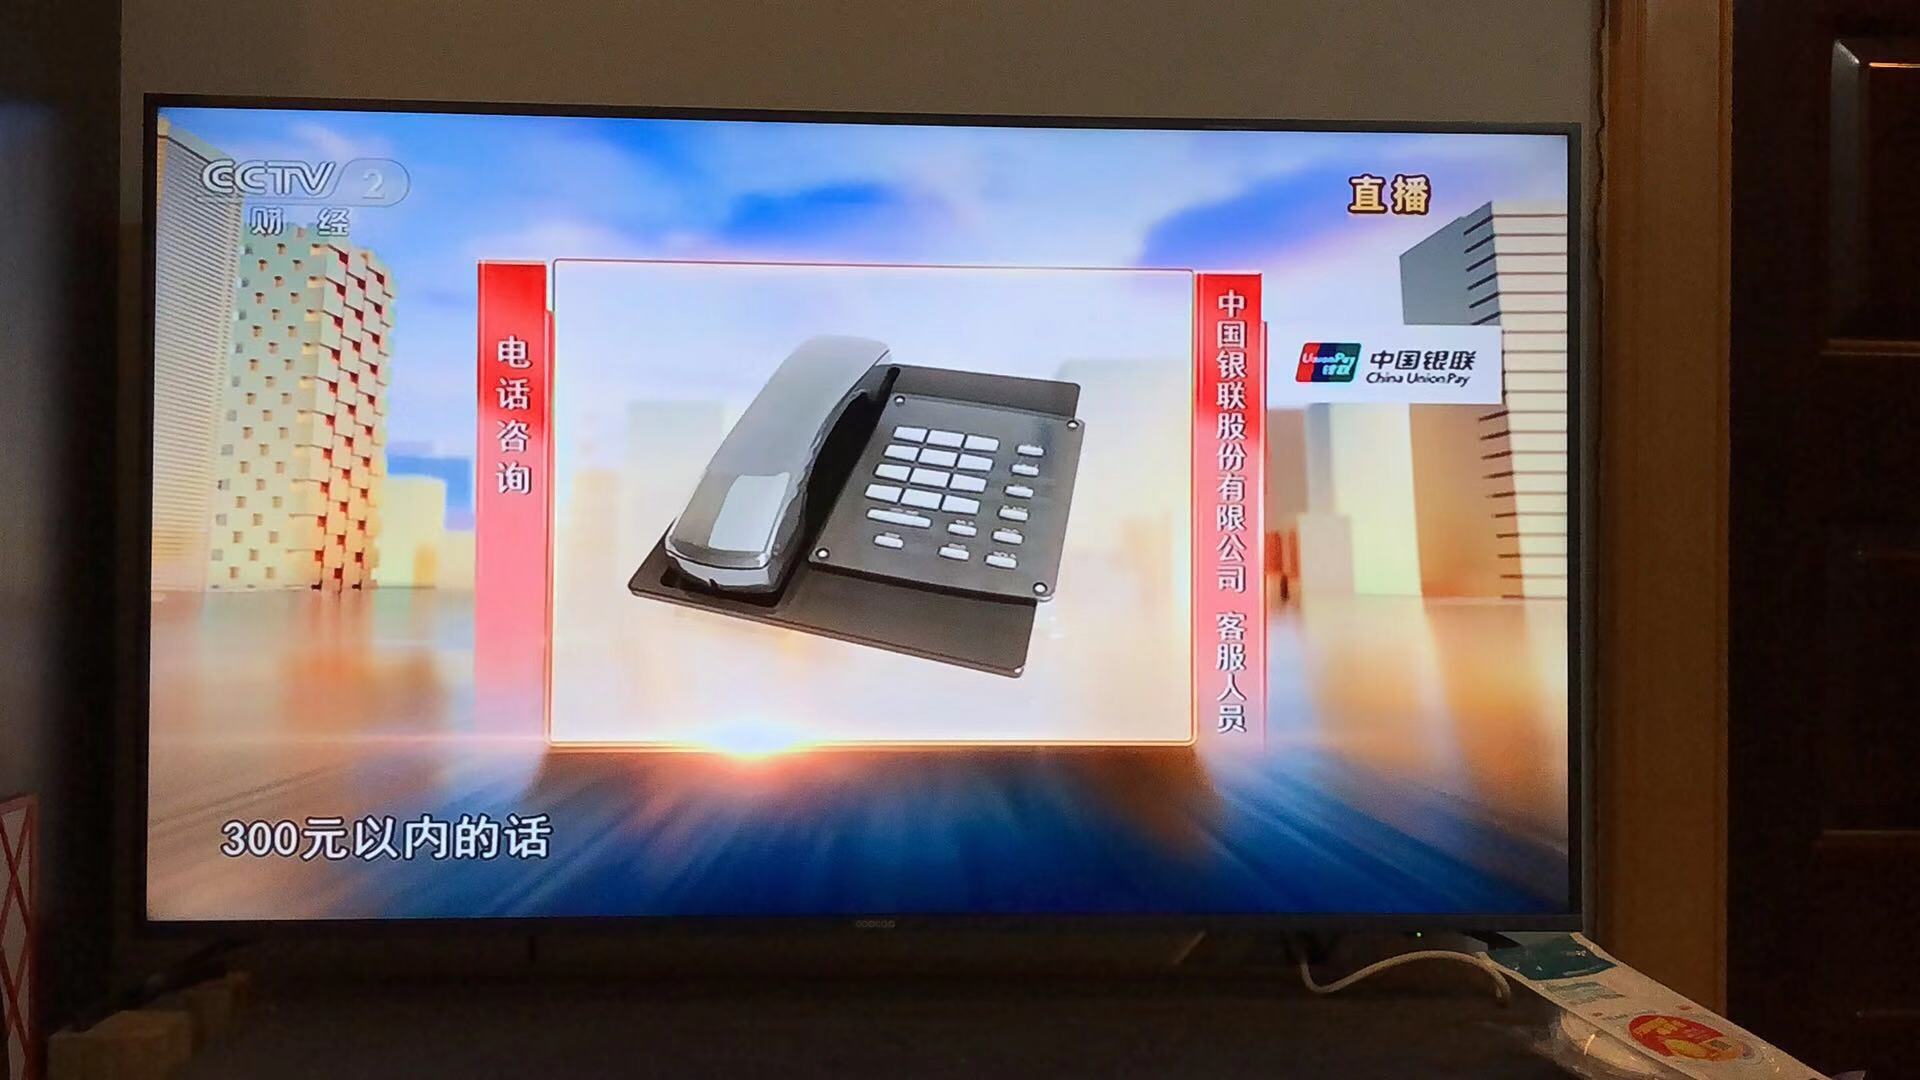 CCTV 2
财 经
直播
电话咨询
中国银联股份有限公司 客服人员
UnionPay
银联
中国银联
China UnionPay
300元以内的话